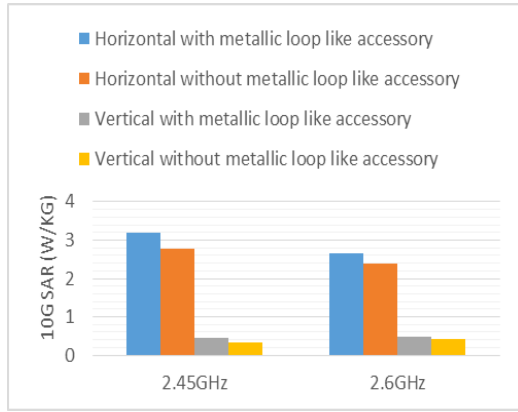 Horizontal with metallic loop like accessory
Horizontal without metallic loop like accessory
Vertical with metallic loop like accessory
Vertical without metallic loop like accessory
10G SAR (W/KG)
4
3
2
1
0
2.45GHz
2.6GHz